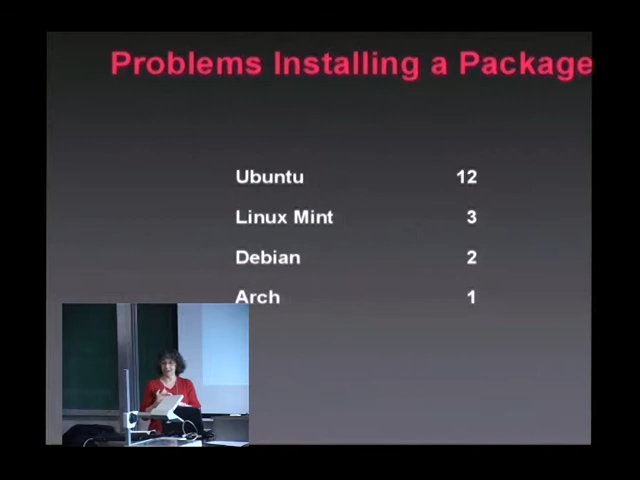 Problems Installing a Package
Ubuntu 12
Linux Mint 3
Debian 2
Arch 1